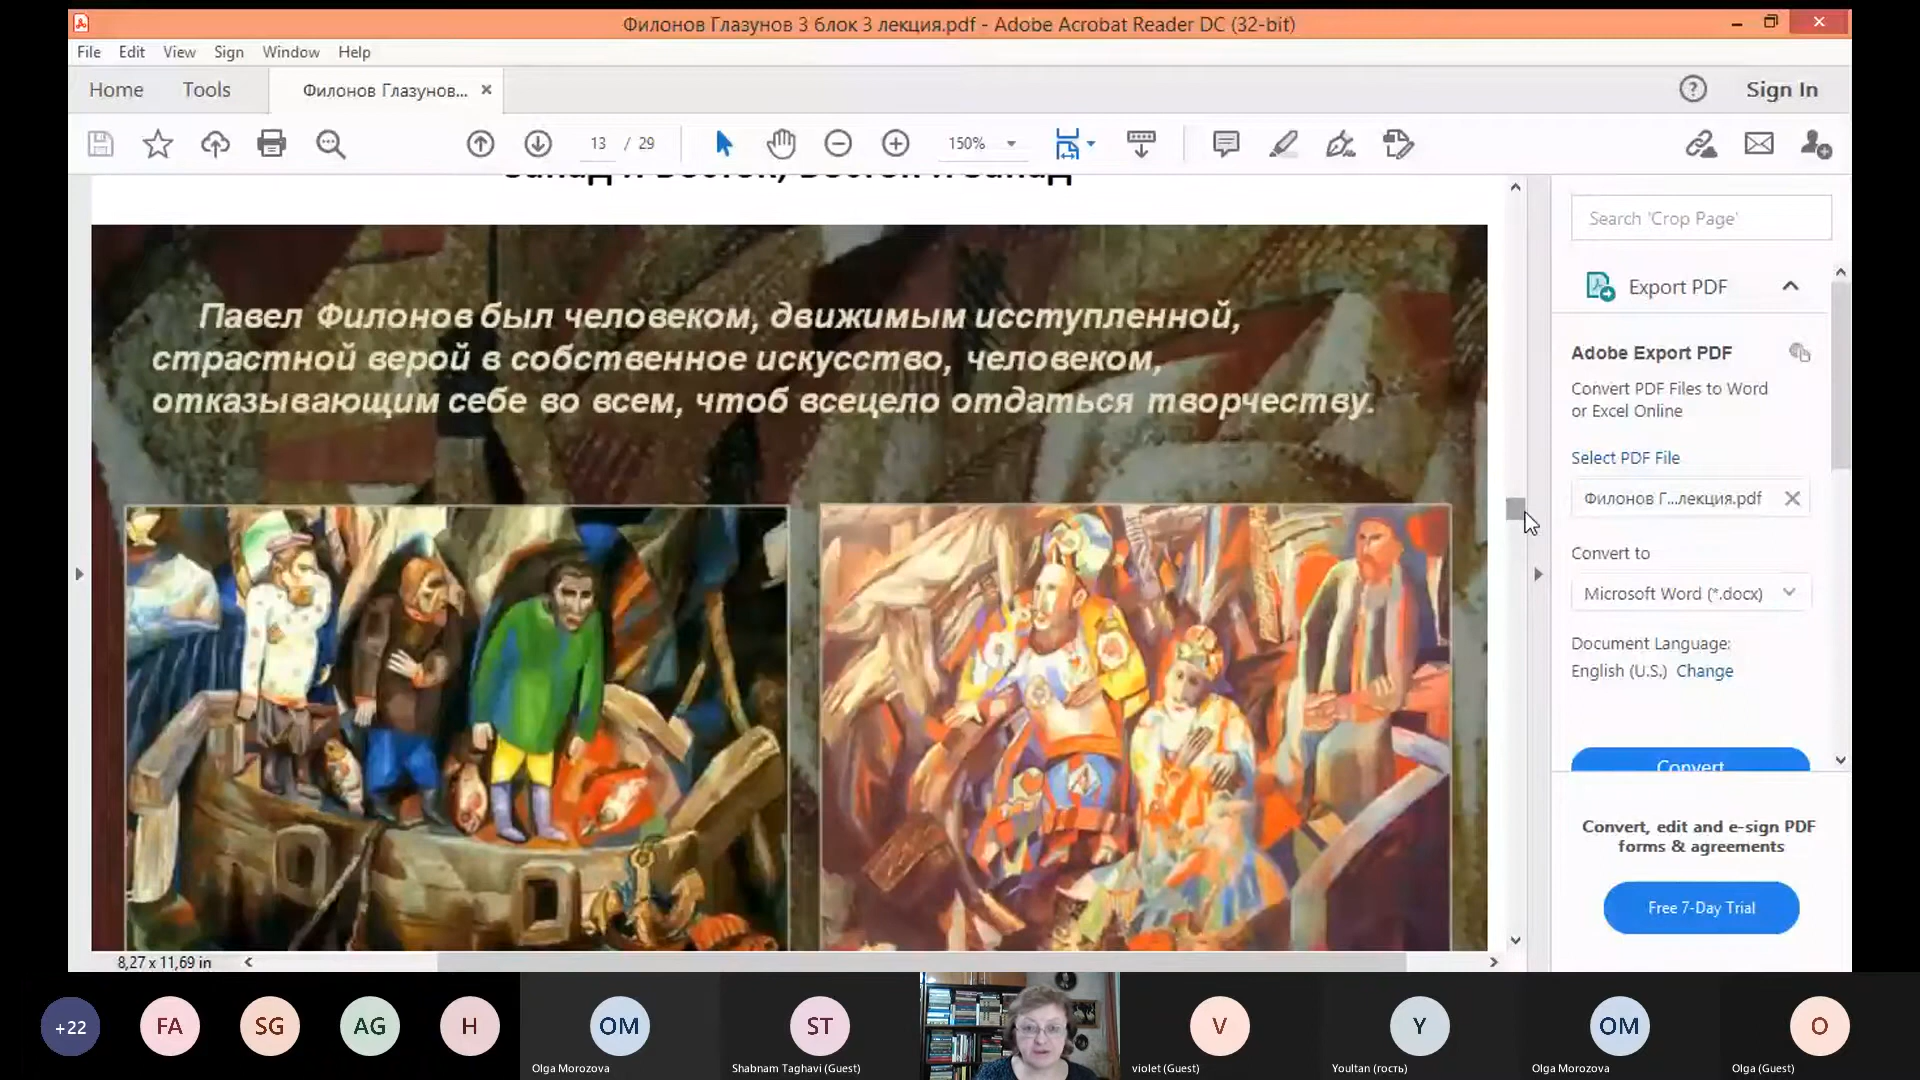 Филонов Глазунов 3 блок 3 лекция.pdf - Adobe Acrobat Reader DC (32-bit)
File Edit View Sign Window Help
Home Tools Филонов Глазунов... Sign In
13 / 29 150%
Запад и Восток, Восток и Запад
Search 'Crop Page'
Export PDF
Павел Филонов был человеком, движимым исступленной,
страстной верой в собственное искусство, человеком,
отказывающим себе во всем, чтоб всецело отдаться творчеству.
Adobe Export PDF
Convert PDF Files to Word
or Excel Online
Select PDF File
Филонов Г...лекция.pdf
Convert to
Microsoft Word (*.docx)
Document Language:
English (U.S.) Change
Convert
Convert, edit and e-sign PDF
forms & agreements
Free 7-Day Trial
8,27 x 11,69 in
+22 FA SG AG H OM ST V Y OM O
Olga Morozova Shabnam Taghavi (Guest) violet (Guest) Youltan (гость) Olga Morozova Olga (Guest)